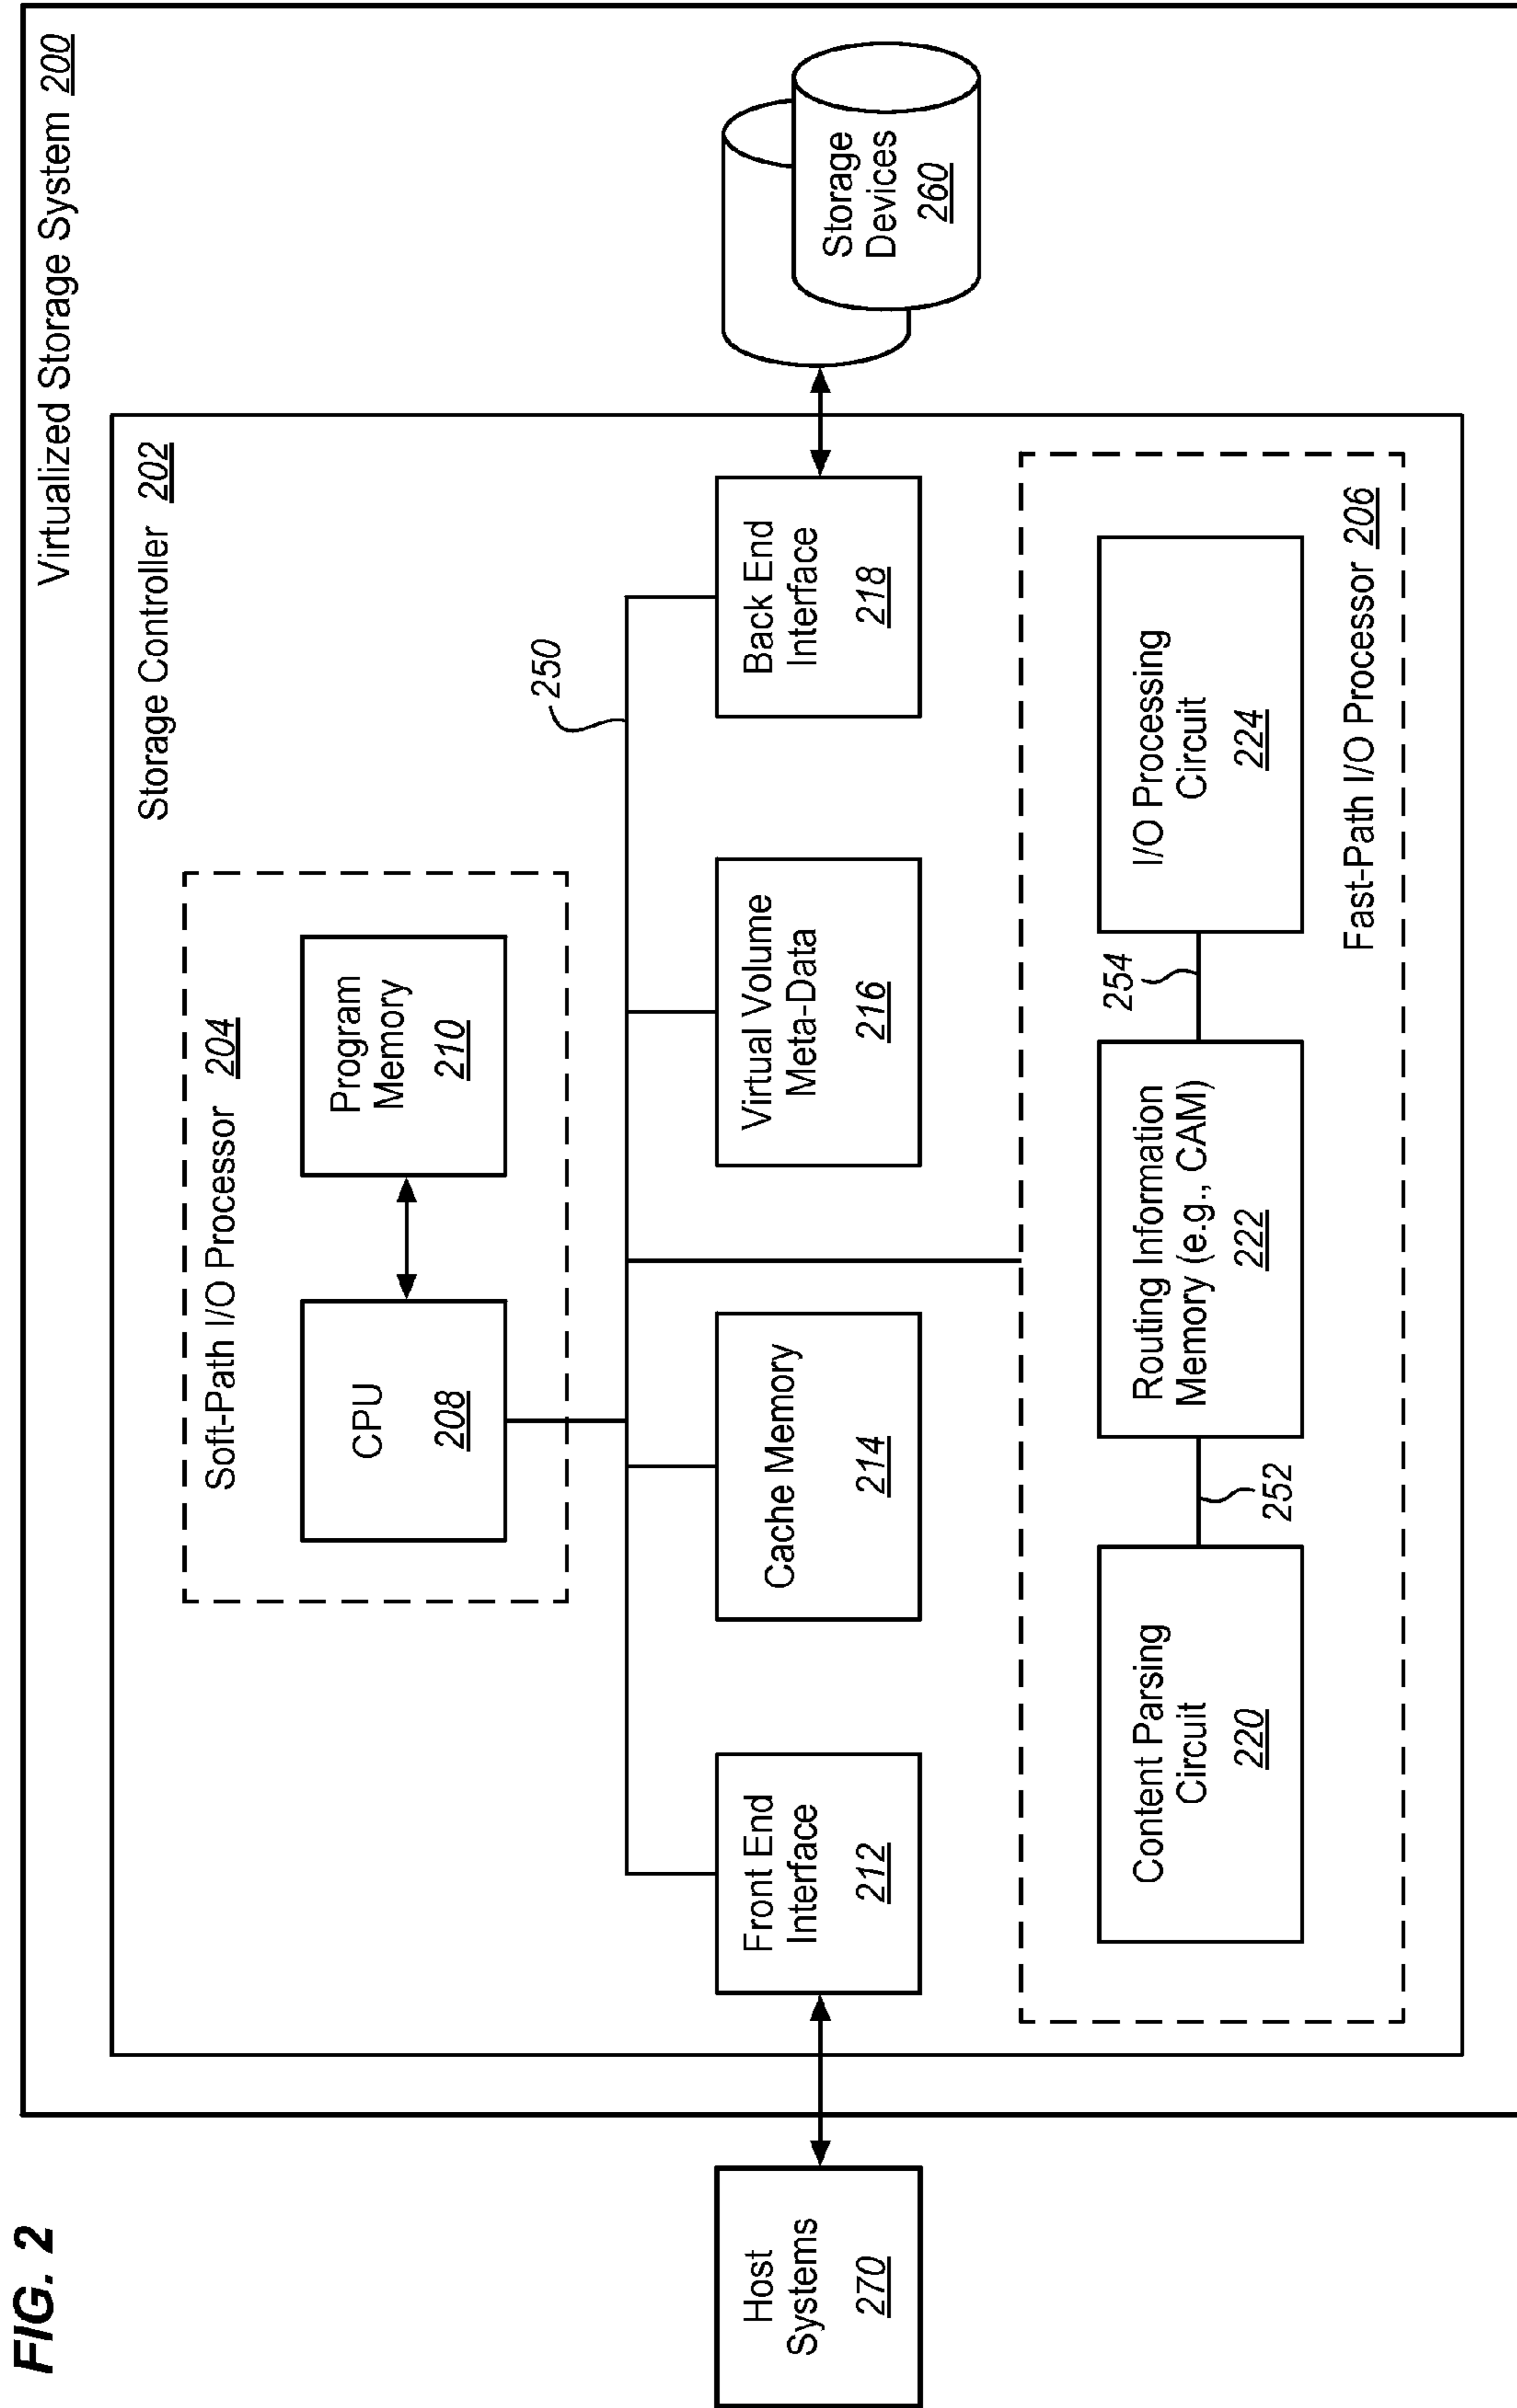 FIG. 2
Virtualized Storage System 200
Storage Controller 202
Soft-Path I/O Processor 204
CPU
208
Program
Memory
210
250
Host
Systems
270
Front End
Interface
212
Cache Memory
214
Virtual Volume
Meta-Data
216
Back End
Interface
218
Storage
Devices
260
Content Parsing
Circuit
220
252
Routing Information
Memory (e.g., CAM)
222
254
I/O Processing
Circuit
224
Fast-Path I/O Processor 206